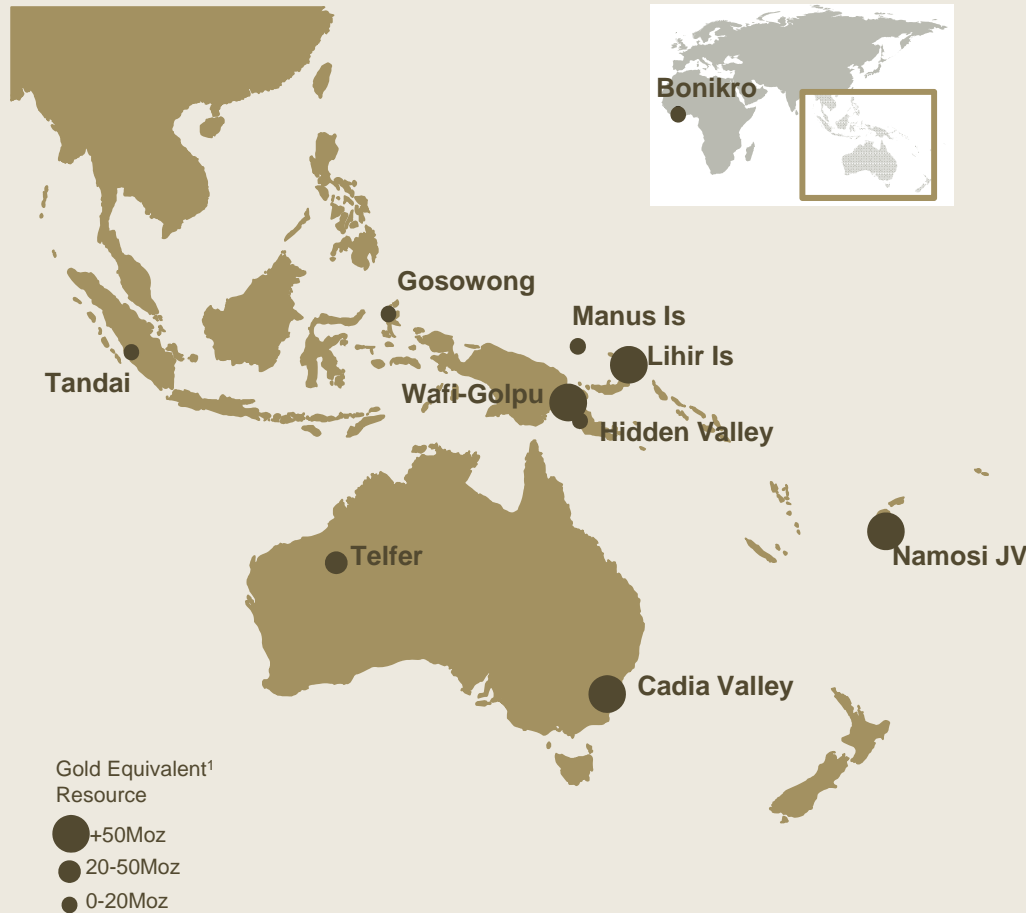 Bonikro
Gosowong
Manus Is
Lihir Is
Tandai
Wafi-Golpu
Hidden Valley
Telfer
Namosi JV
Cadia Valley
Gold Equivalent¹
Resource
+50Moz
20-50Moz
0-20Moz